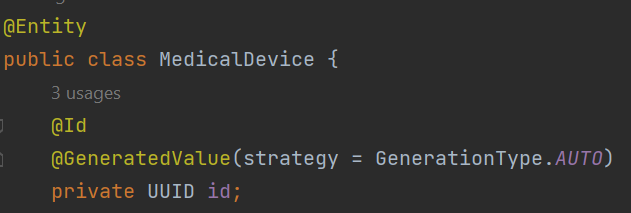 @Entity
public class MedicalDevice {
3 usages
@Id
@GeneratedValue(strategy = GenerationType.AUTO)
private UUID id;